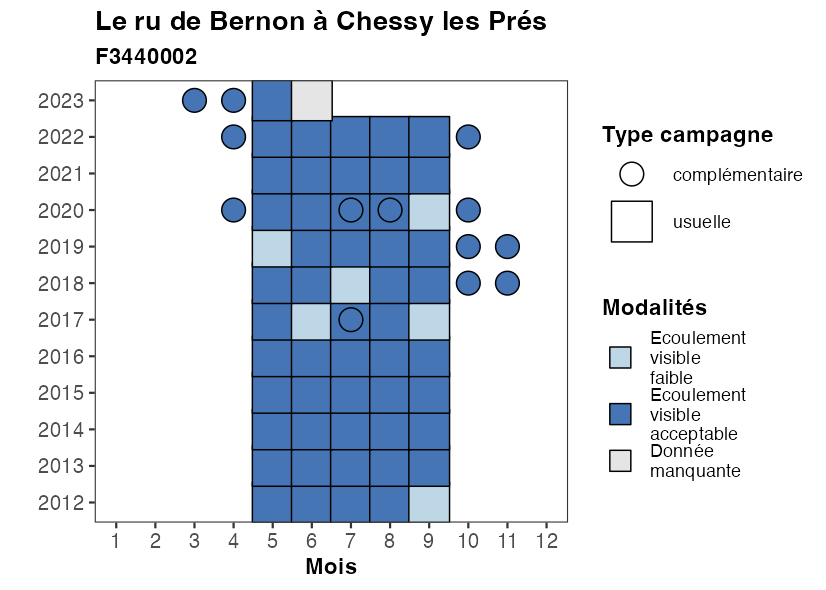 Le ru de Bernon à Chessy les Prés
F3440002
2023
2022
2021
2020
2019
2018
2017
2016
2015
2014
2013
2012
1 2 3 4 5 6 7 8 9 10 11 12
Mois
Type campagne
complémentaire
usuelle
Modalités
Ecoulement
visible
faible
Ecoulement
visible
acceptable
Donnée
manquante